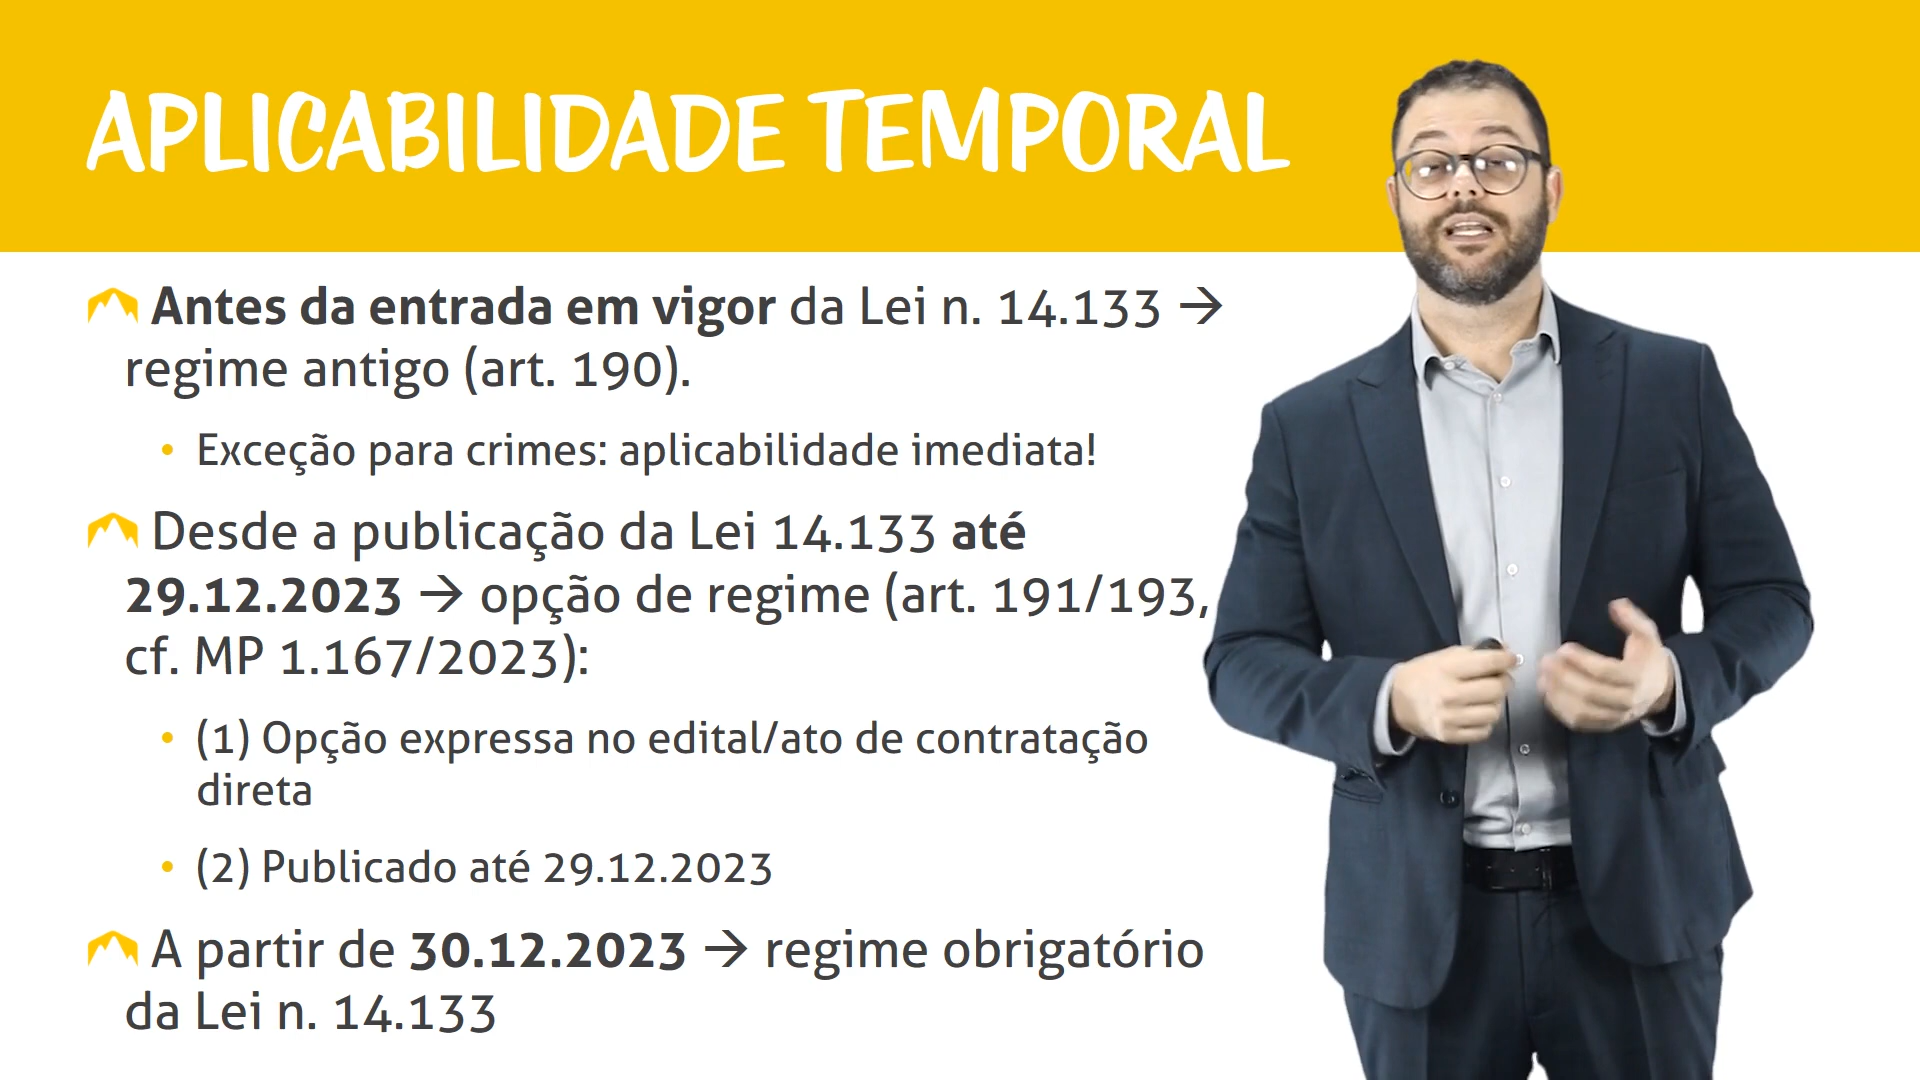 APLICABILIDADE TEMPORAL
Antes da entrada em vigor da Lei n. 14.133 →
regime antigo (art. 190).
• Exceção para crimes: aplicabilidade imediata!
Desde a publicação da Lei 14.133 até
29.12.2023 → opção de regime (art. 191/193,
cf. MP 1.167/2023):
• (1) Opção expressa no edital/ato de contratação
direta
• (2) Publicado até 29.12.2023
A partir de 30.12.2023 → regime obrigatório
da Lei n. 14.133